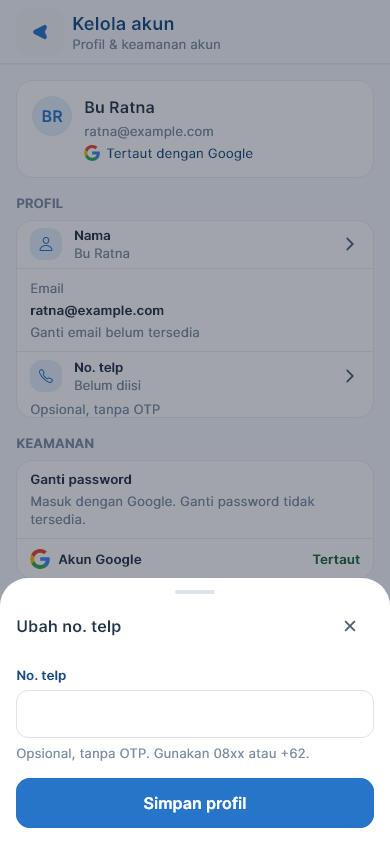 Kelola akun
Profil & keamanan akun
BR
Bu Ratna
ratna@example.com
Tertaut dengan Google
PROFIL
Nama
Bu Ratna
Email
ratna@example.com
Ganti email belum tersedia
No. telp
Belum diisi
Opsional, tanpa OTP
KEAMANAN
Ganti password
Masuk dengan Google. Ganti password tidak
tersedia.
Akun Google
Tertaut
Ubah no. telp
No. telp
Opsional, tanpa OTP. Gunakan 08xx atau +62.
Simpan profil